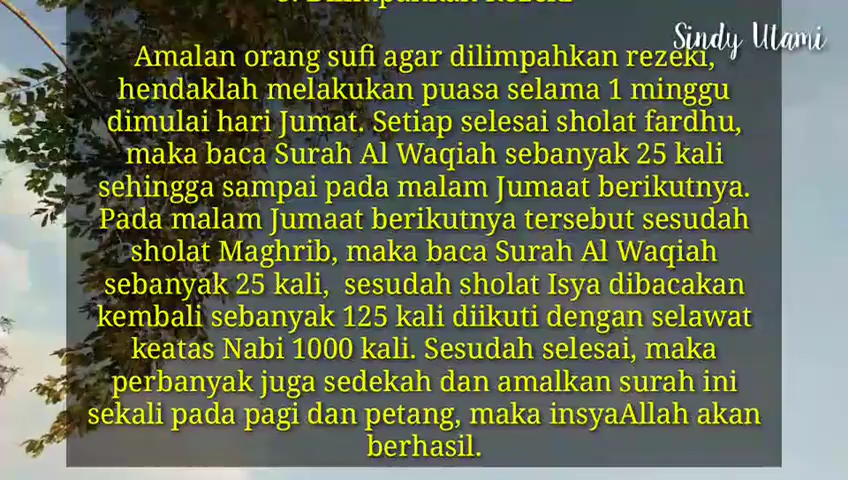 Sindy Utami
Amalan orang sufi agar dilimpahkan rezeki,
hendaklah melakukan puasa selama 1 minggu
dimulai hari Jumat. Setiap selesai sholat fardhu,
maka baca Surah Al Waqiah sebanyak 25 kali
sehingga sampai pada malam Jumaat berikutnya.
Pada malam Jumaat berikutnya tersebut sesudah
sholat Maghrib, maka baca Surah Al Waqiah
sebanyak 25 kali, sesudah sholat Isya dibacakan
kembali sebanyak 125 kali diikuti dengan selawat
keatas Nabi 1000 kali. Sesudah selesai, maka
perbanyak juga sedekah dan amalkan surah ini
sekali pada pagi dan petang, maka insyaAllah akan
berhasil.